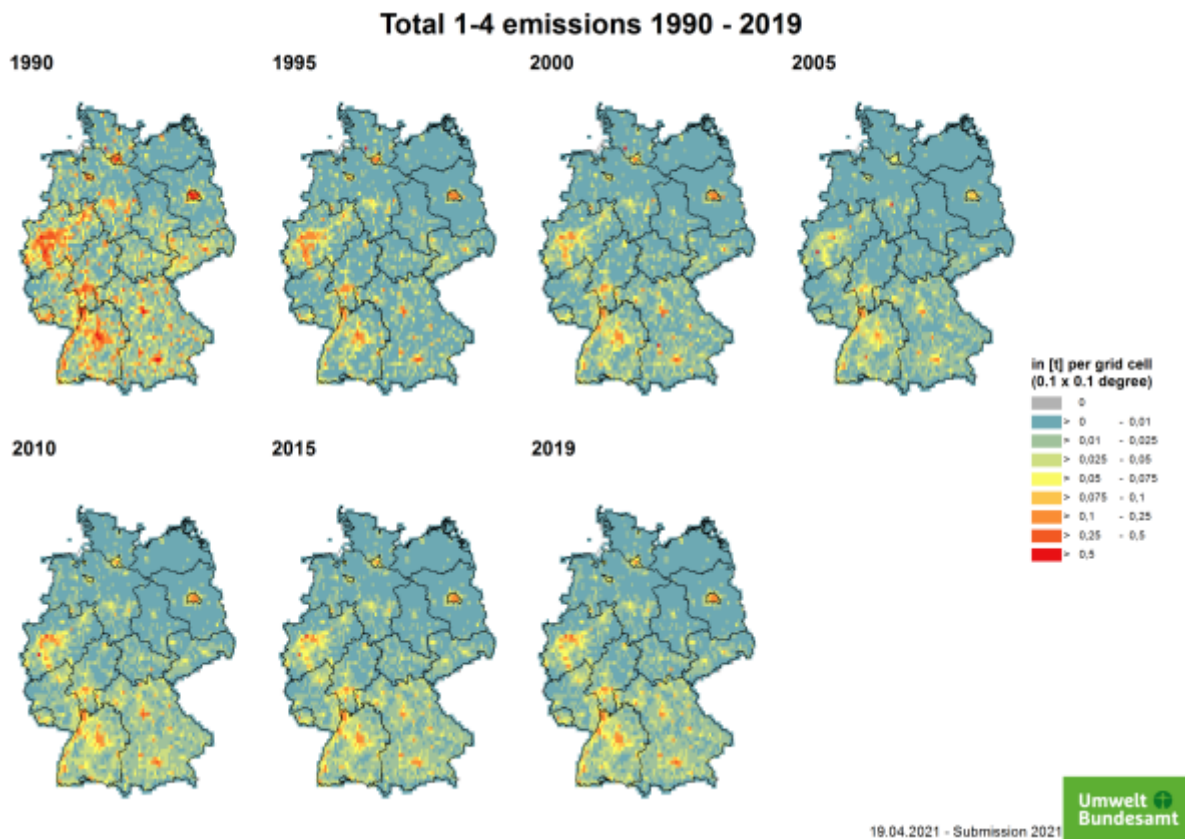 Total 1-4 emissions 1990 - 2019
1990
1995
2000
2005
in [t] per grid cell
(0.1 x 0.1 degree)
0
> 0 - 0,01
> 0,01 - 0,025
> 0,025 - 0,05
> 0,05 - 0,075
> 0,075 - 0,1
> 0,1 - 0,25
> 0,25 - 0,5
> 0,5
2010
2015
2019
Umwelt
Bundesamt
19.04.2021 - Submission 2021